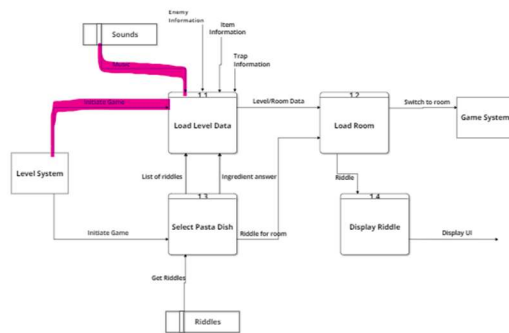 Enemy
Information
Item
Information
Sounds
Trap
Information
Music
1.1
1.2
Initiate Game
Level/Room Data
Switch to room
Load Level Data
Load Room
Game System
List of riddles
Ingredient answer
Riddle
Level System
1.3
1.4
Select Pasta Dish
Display Riddle
Initiate Game
Riddle for room
Display UI
Get Riddles
Riddles